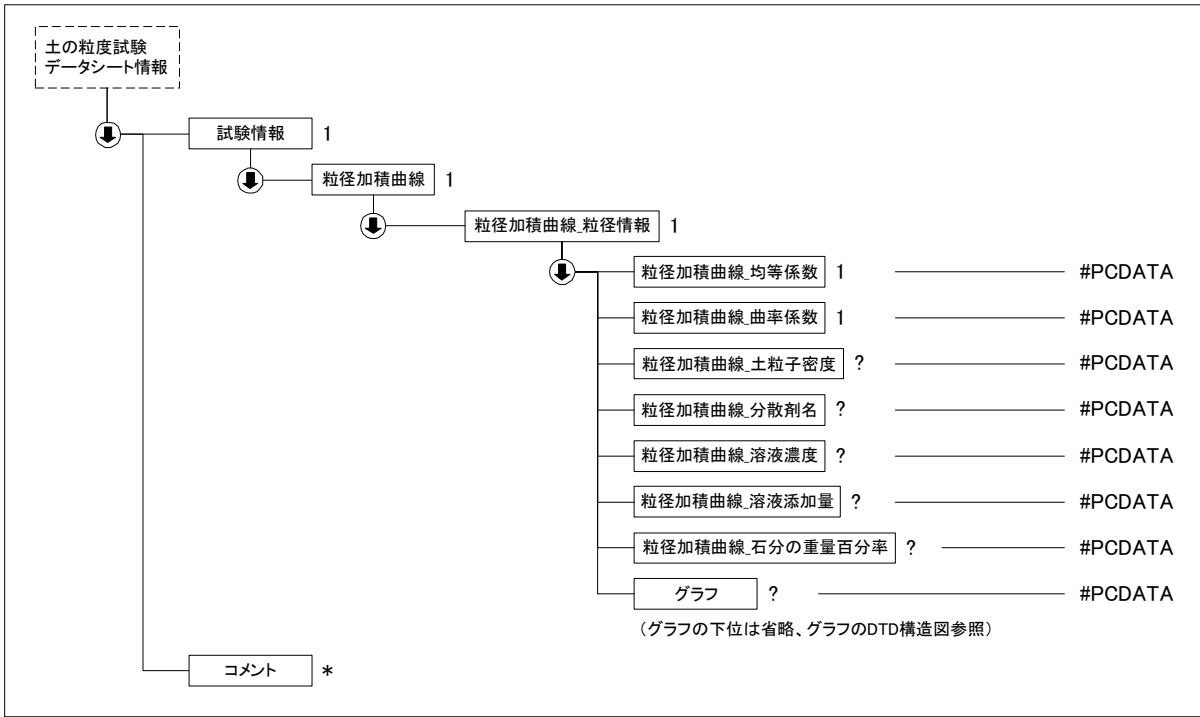 土の粒度試験
データシート情報
試験情報 1
粒径加積曲線 1
粒径加積曲線_粒径情報 1
粒径加積曲線_均等係数 1 #PCDATA
粒径加積曲線_曲率係数 1 #PCDATA
粒径加積曲線_土粒子密度 ? #PCDATA
粒径加積曲線_分散剤名 ? #PCDATA
粒径加積曲線_溶液濃度 ? #PCDATA
粒径加積曲線_溶液添加量 ? #PCDATA
粒径加積曲線_石分の重量百分率 ? #PCDATA
グラフ ? #PCDATA
（グラフの下位は省略、グラフのDTD構造図参照）
コメント *